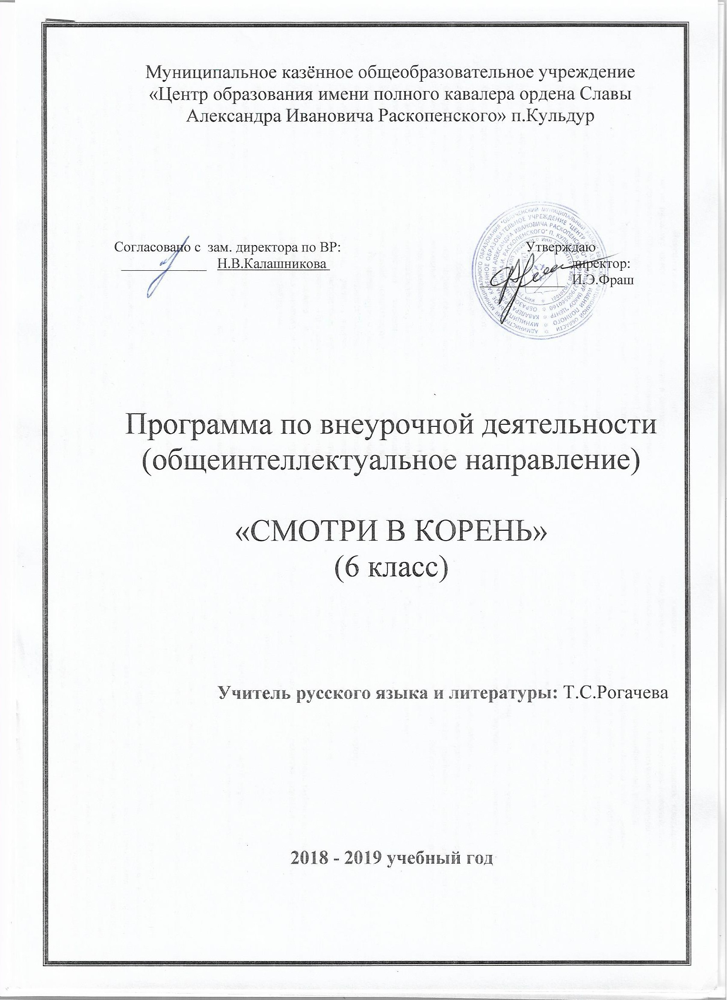 Муниципальное казённое общеобразовательное учреждение
«Центр образования имени полного кавалера ордена Славы
Александра Ивановича Раскопенского» п.Кульдур
Согласовано с зам. директора по ВР:
Н.В.Калашникова
Утверждаю
директор:
И.Э.Фраш
Программа по внеурочной деятельности
(общеинтеллектуальное направление)
«СМОТРИ В КОРЕНЬ»
(6 класс)
Учитель русского языка и литературы: Т.С.Рогачева
2018 - 2019 учебный год